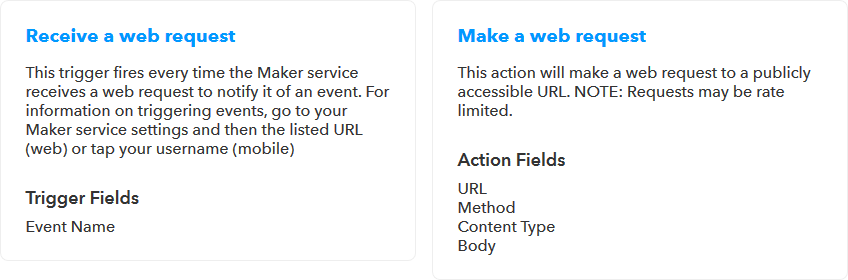 Receive a web request
This trigger fires every time the Maker service
receives a web request to notify it of an event. For
information on triggering events, go to your
Maker service settings and then the listed URL
(web) or tap your username (mobile)
Trigger Fields
Event Name
Make a web request
This action will make a web request to a publicly
accessible URL. NOTE: Requests may be rate
limited.
Action Fields
URL
Method
Content Type
Body